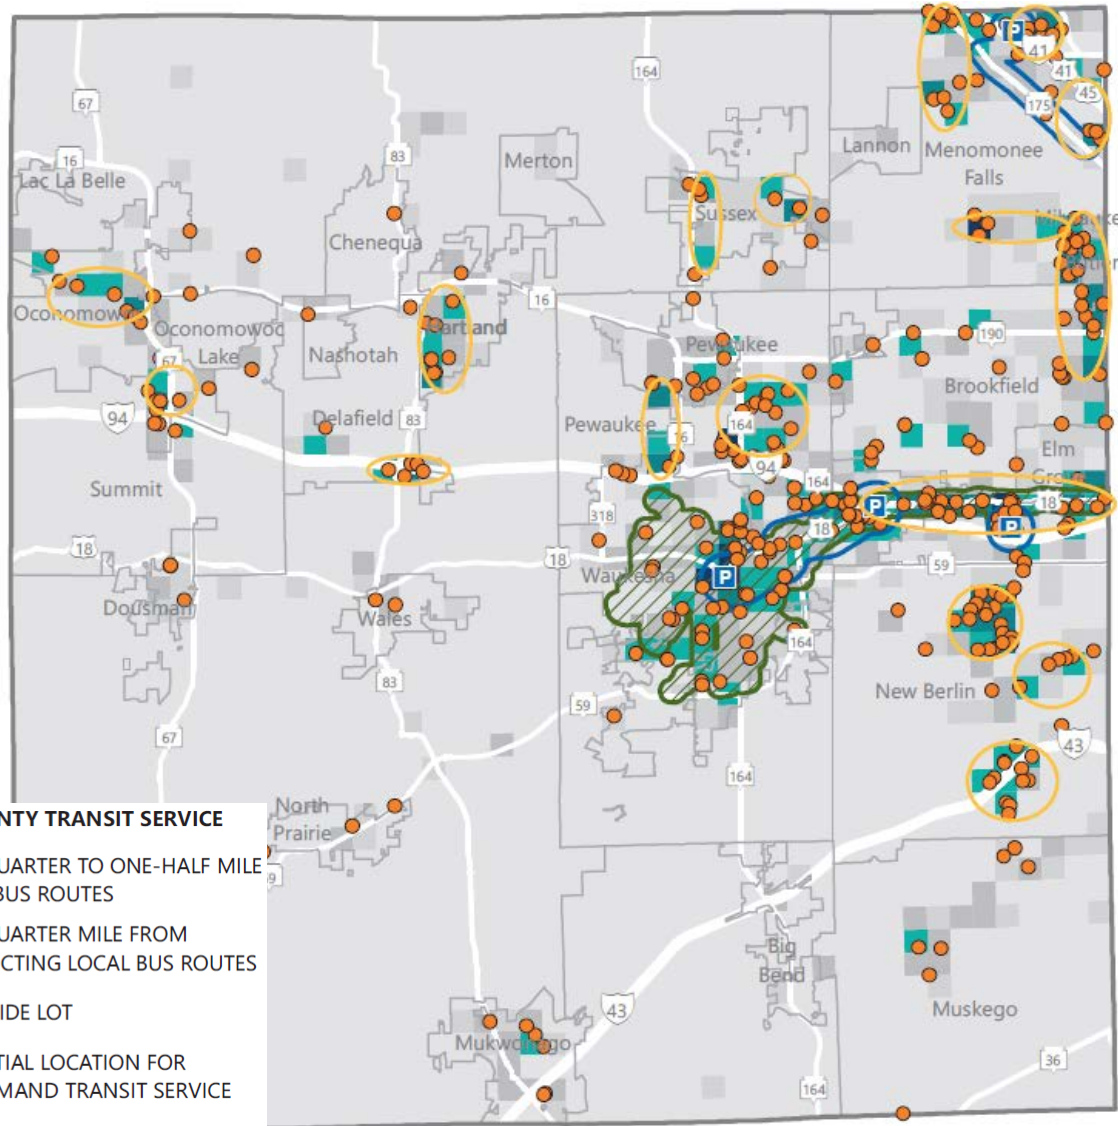 P
41
41
45
175
164
67
16
Lac La Belle
83
Merton
Lannon
Menomonee
Falls
Sussex
Chenequa
16
190
Oconomowoc
Lake
67
Nashotah
Pewaukee
Brookfield
94
Delafield
83
Pewaukee
16
164
94
Elm
Summit
164
318
18
P
18
P
18
18
59
Waukesha
P
Dousman
Wales
164
83
59
New Berlin
67
164
43
North
Prairie
NTY TRANSIT SERVICE
UARTER TO ONE-HALF MILE
BUS ROUTES
UARTER MILE FROM
CTING LOCAL BUS ROUTES
IDE LOT
TIAL LOCATION FOR
MAND TRANSIT SERVICE
Big
Bend
43
Muskego
Mukwonago
36
164